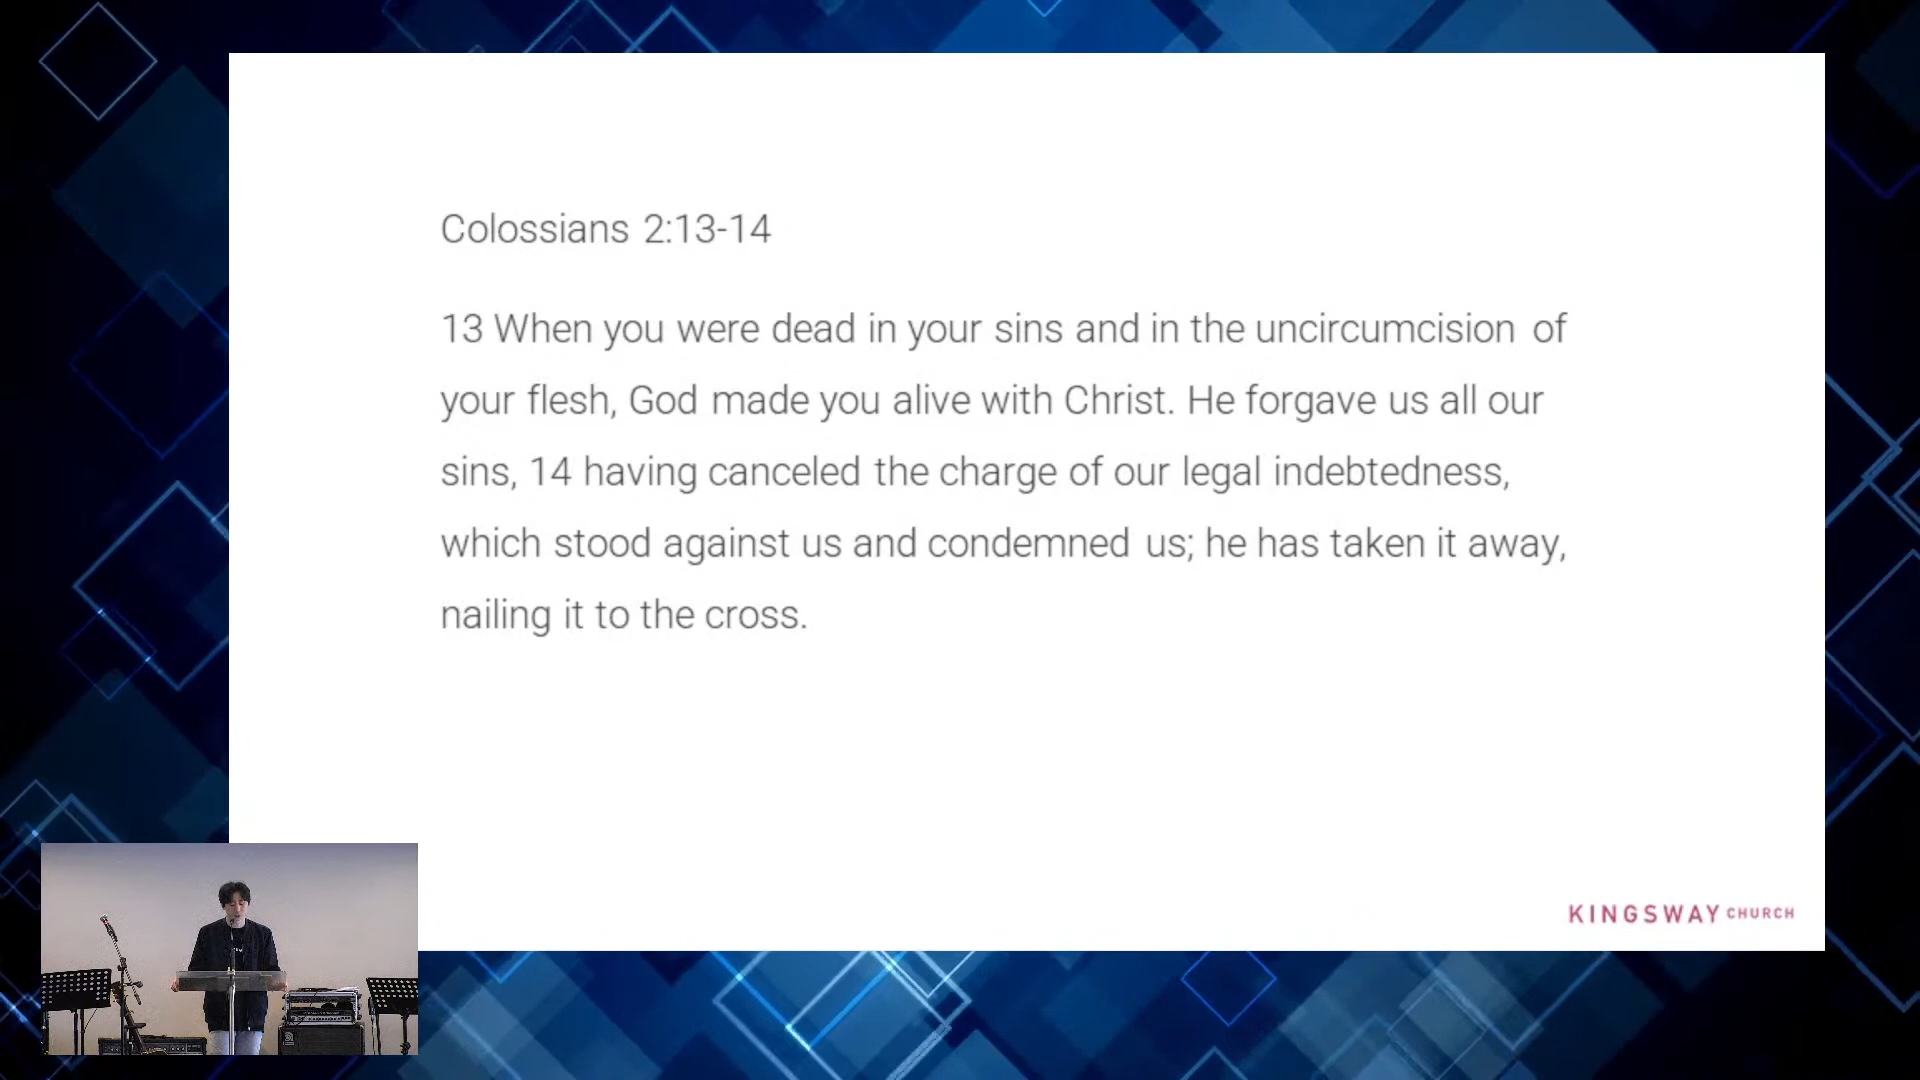 Colossians 2:13-14
13 When you were dead in your sins and in the uncircumcision of
your flesh, God made you alive with Christ. He forgave us all our
sins, 14 having canceled the charge of our legal indebtedness,
which stood against us and condemned us; he has taken it away,
nailing it to the cross.
KINGSWAY CHURCH